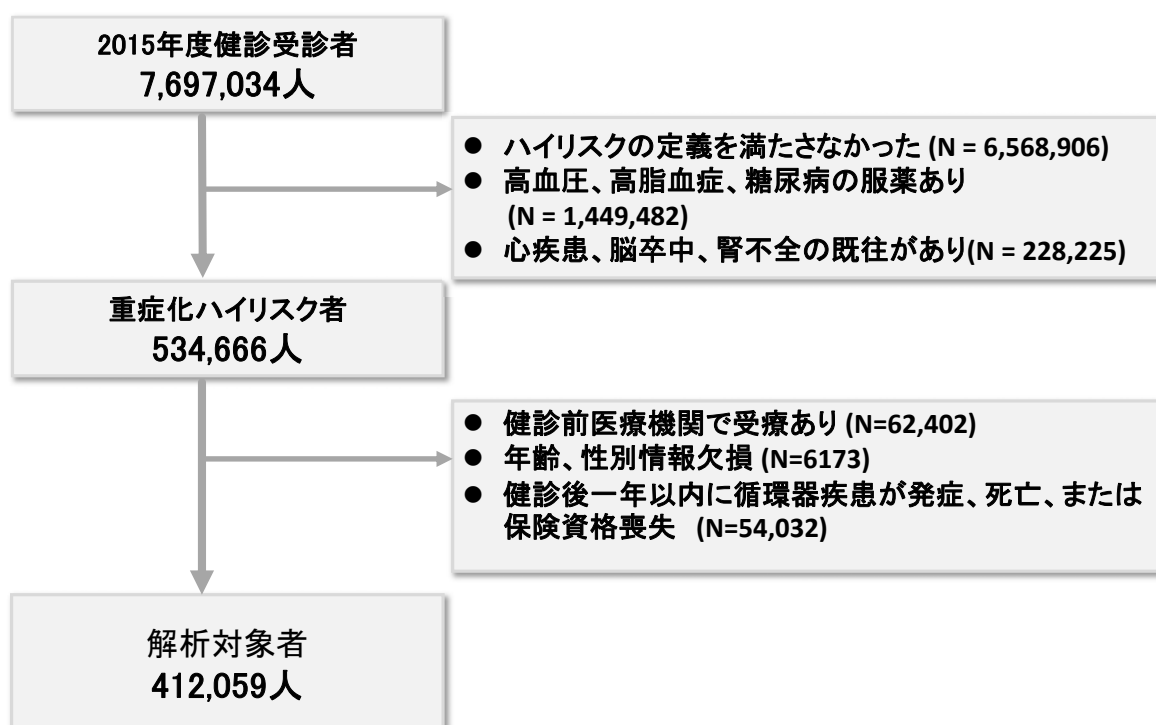 2015年度健診受診者
7,697,034人
● ハイリスクの定義を満たさなかった (N = 6,568,906)
● 高血圧、高脂血症、糖尿病の服薬あり
(N = 1,449,482)
● 心疾患、脳卒中、腎不全の既往があり(N = 228,225)
重症化ハイリスク者
534,666人
● 健診前医療機関で受療あり (N=62,402)
● 年齢、性別情報欠損 (N=6173)
● 健診後一年以内に循環器疾患が発症、死亡、または
保険資格喪失 (N=54,032)
解析対象者
412,059人